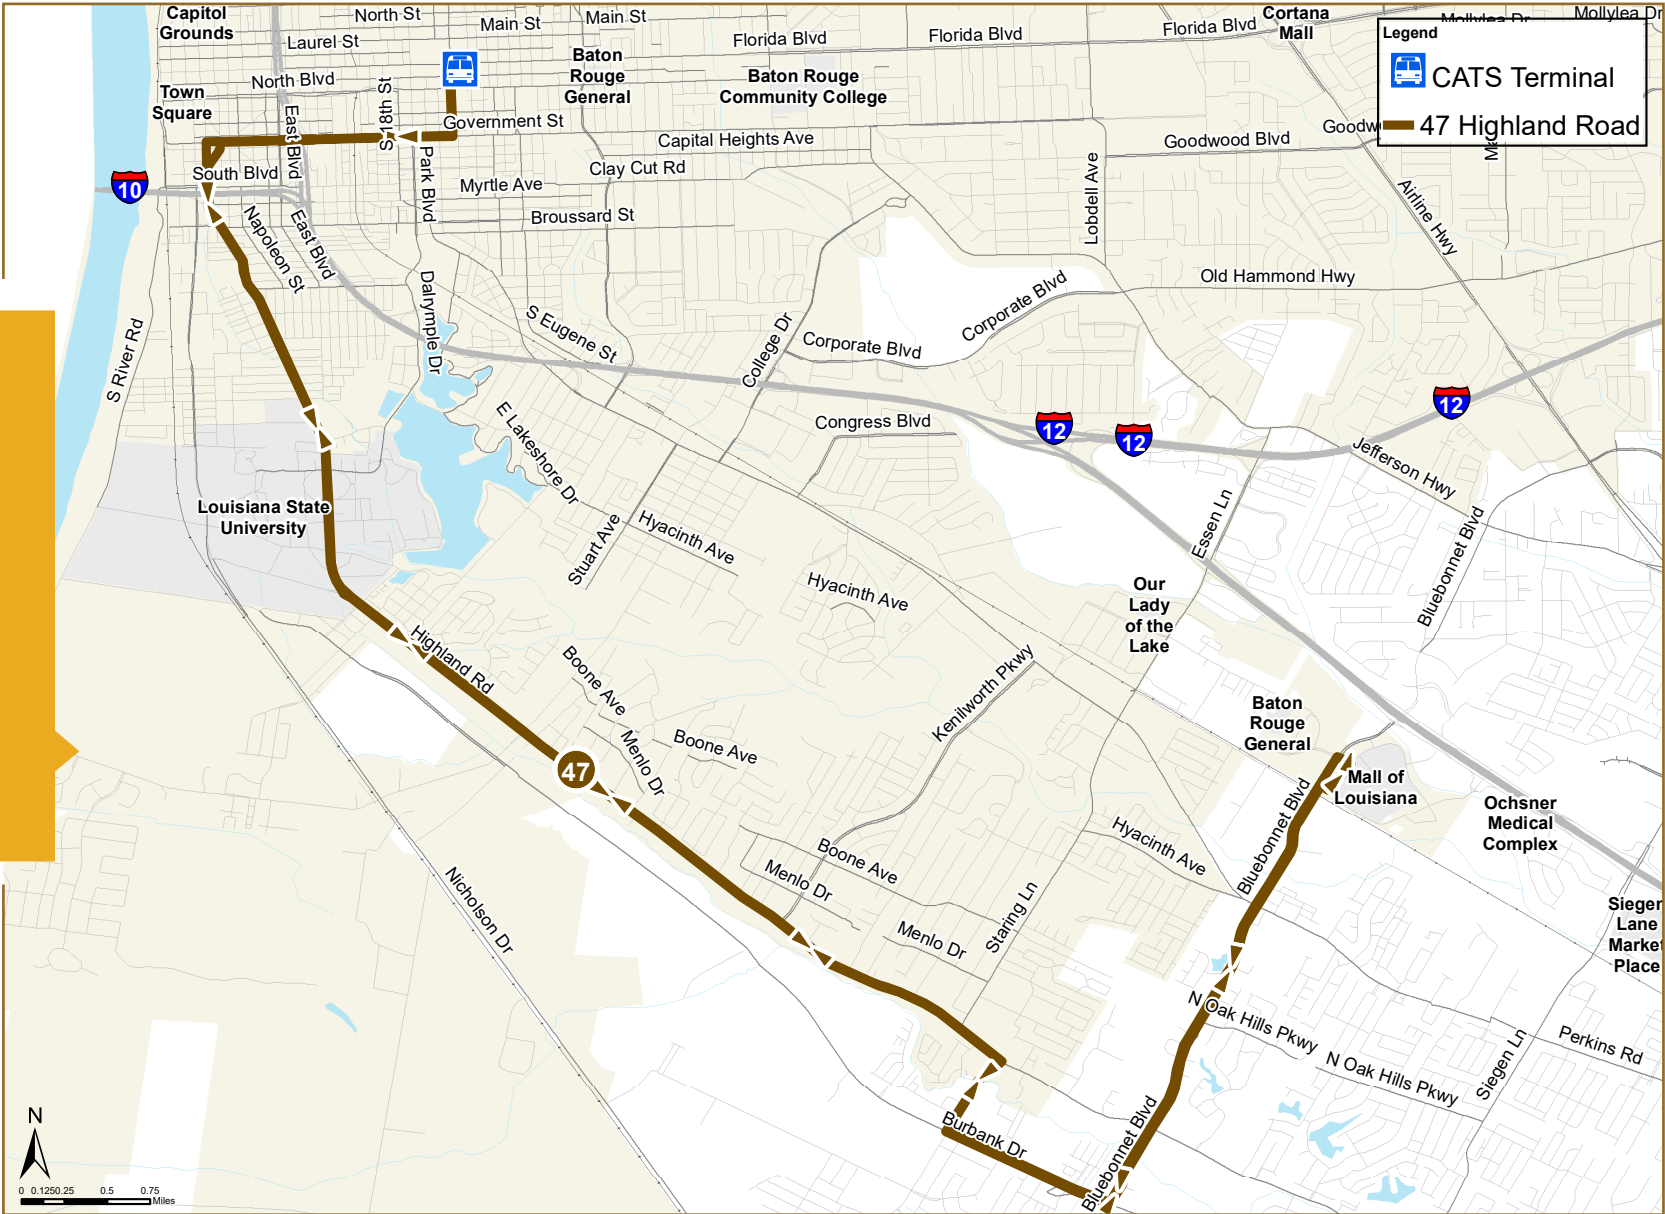 Capitol
Grounds
North St
Main St
Main St
Laurel St
Florida Blvd
Florida Blvd
Florida Blvd
Cortana
Mall
Mollylea Dr
Mollylea Dr
Legend
CATS Terminal
47 Highland Road
North Blvd
Town
Square
East Blvd
S 18th St
Baton
Rouge
General
Baton Rouge
Community College
Government St
Capital Heights Ave
Goodwood Blvd
South Blvd
Park Blvd
Myrtle Ave
Clay Cut Rd
Broussard St
Lobdell Ave
Airline Hwy
10
Napoleon St
East Blvd
Dalrymple Dr
Old Hammond Hwy
Corporate Blvd
Corporate Blvd
S Eugene St
College Dr
S River Rd
E Lakeshore Dr
Congress Blvd
12
12
12
Jefferson Hwy
Essen Ln
Bluebonnet Blvd
Louisiana State
University
Stuart Ave
Hyacinth Ave
Hyacinth Ave
Our
Lady
of the
Lake
Highland Rd
Boone Ave
Menlo Dr
Boone Ave
Kenilworth Pkwy
Baton
Rouge
General
47
Mall of
Louisiana
Ochsner
Medical
Complex
Bluebonnet Blvd
Hyacinth Ave
Boone Ave
Menlo Dr
Menlo Dr
Staring Ln
Nicholson Dr
Siegen
Lane
Market
Place
N Oak Hills Pkwy
N Oak Hills Pkwy
Perkins Rd
Siegen Ln
Burbank Dr
Bluebonnet Blvd
N
0 0.125 0.25 0.5 0.75
Miles